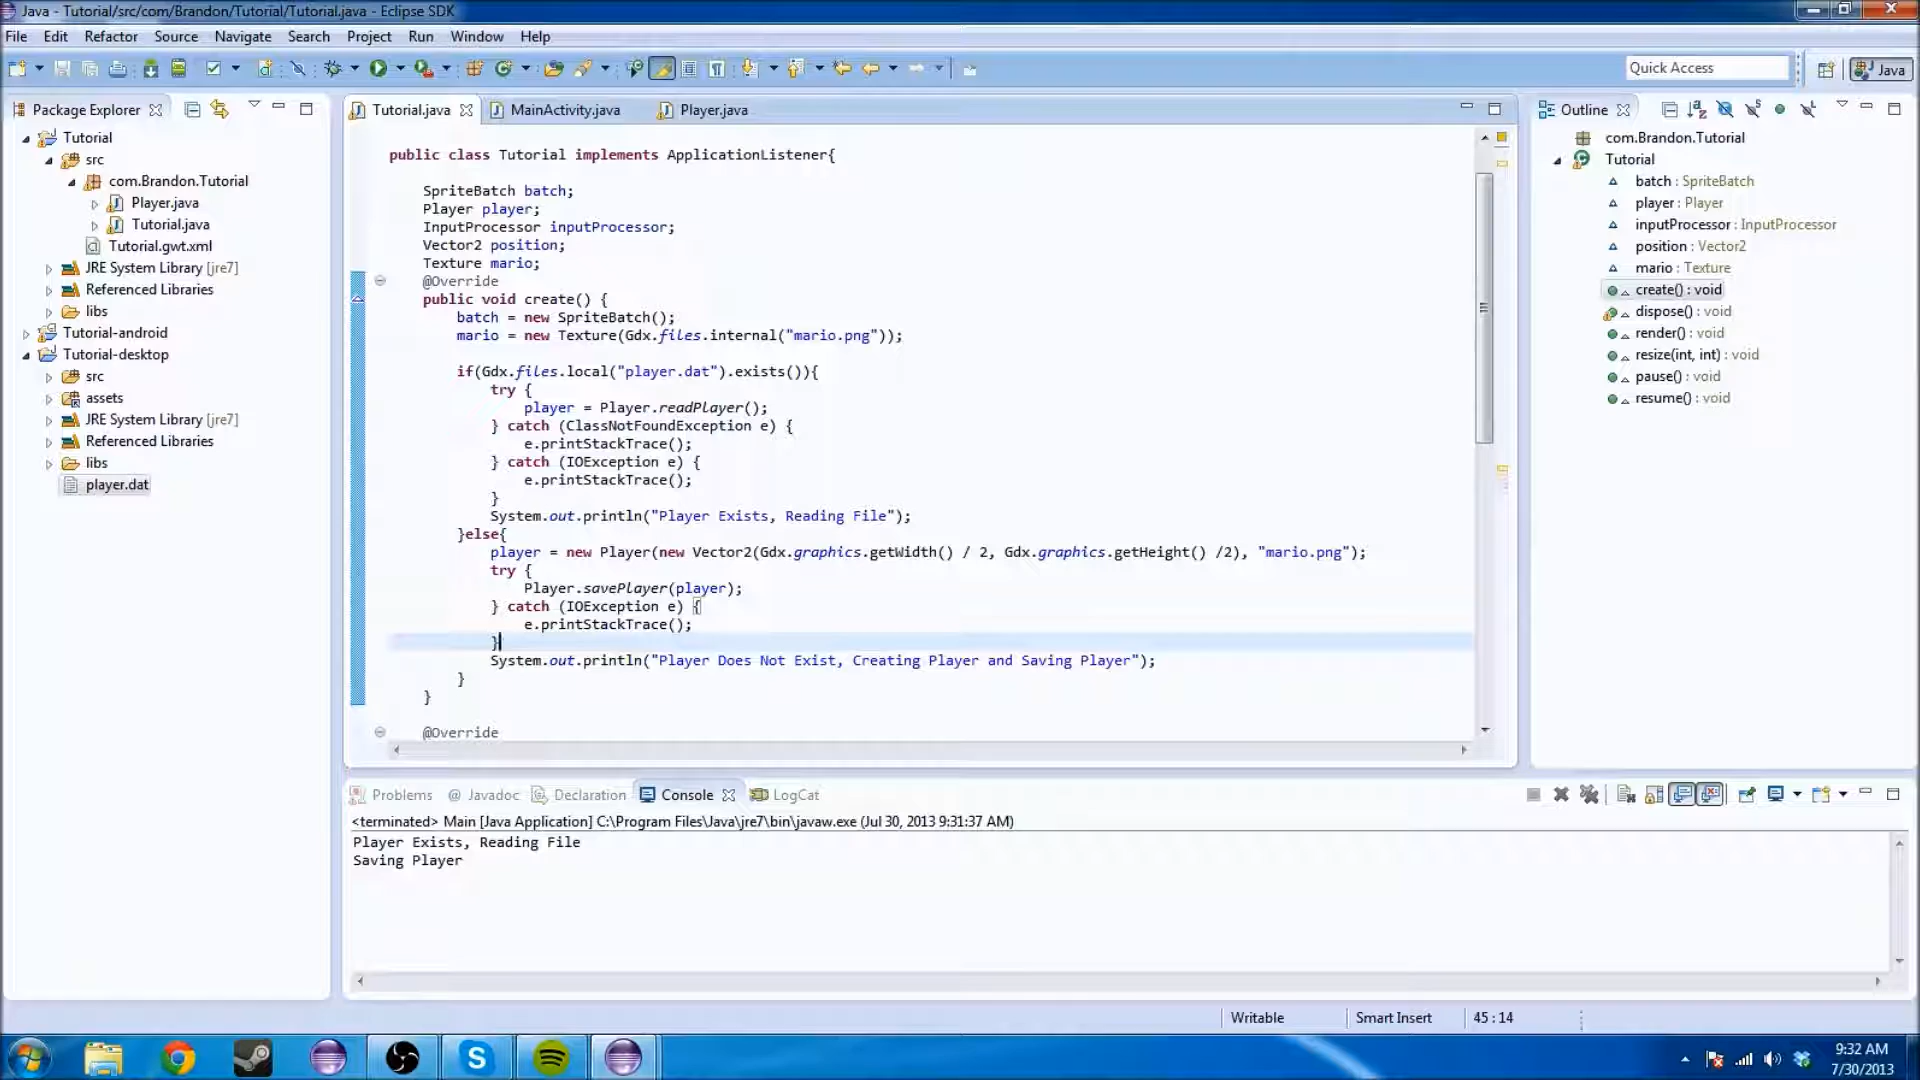 Java - Tutorial/src/com/Brandon/Tutorial/Tutorial.java - Eclipse SDK
File Edit Refactor Source Navigate Search Project Run Window Help
Quick Access
Java
Package Explorer
Tutorial
src
com.Brandon.Tutorial
Player.java
Tutorial.java
Tutorial.gwt.xml
JRE System Library [jre7]
Referenced Libraries
libs
Tutorial-android
Tutorial-desktop
src
assets
JRE System Library [jre7]
Referenced Libraries
libs
player.dat
Tutorial.java MainActivity.java Player.java
public class Tutorial implements ApplicationListener{
SpriteBatch batch;
Player player;
InputProcessor inputProcessor;
Vector2 position;
Texture mario;
@Override
public void create() {
batch = new SpriteBatch();
mario = new Texture(Gdx.files.internal("mario.png"));
if(Gdx.files.local("player.dat").exists()){
try {
player = Player.readPlayer();
} catch (ClassNotFoundException e) {
e.printStackTrace();
} catch (IOException e) {
e.printStackTrace();
}
System.out.println("Player Exists, Reading File");
}else{
player = new Player(new Vector2(Gdx.graphics.getWidth() / 2, Gdx.graphics.getHeight() /2), "mario.png");
try {
Player.savePlayer(player);
} catch (IOException e) {
e.printStackTrace();
}
System.out.println("Player Does Not Exist, Creating Player and Saving Player");
}
}
@Override
Outline
com.Brandon.Tutorial
Tutorial
batch : SpriteBatch
player : Player
inputProcessor : InputProcessor
position : Vector2
mario : Texture
create() : void
dispose() : void
render() : void
resize(int, int) : void
pause() : void
resume() : void
Problems @ Javadoc Declaration Console LogCat
<terminated> Main [Java Application] C:\Program Files\Java\jre7\bin\javaw.exe (Jul 30, 2013 9:31:37 AM)
Player Exists, Reading File
Saving Player
Writable Smart Insert 45 : 14
9:32 AM
7/30/2013